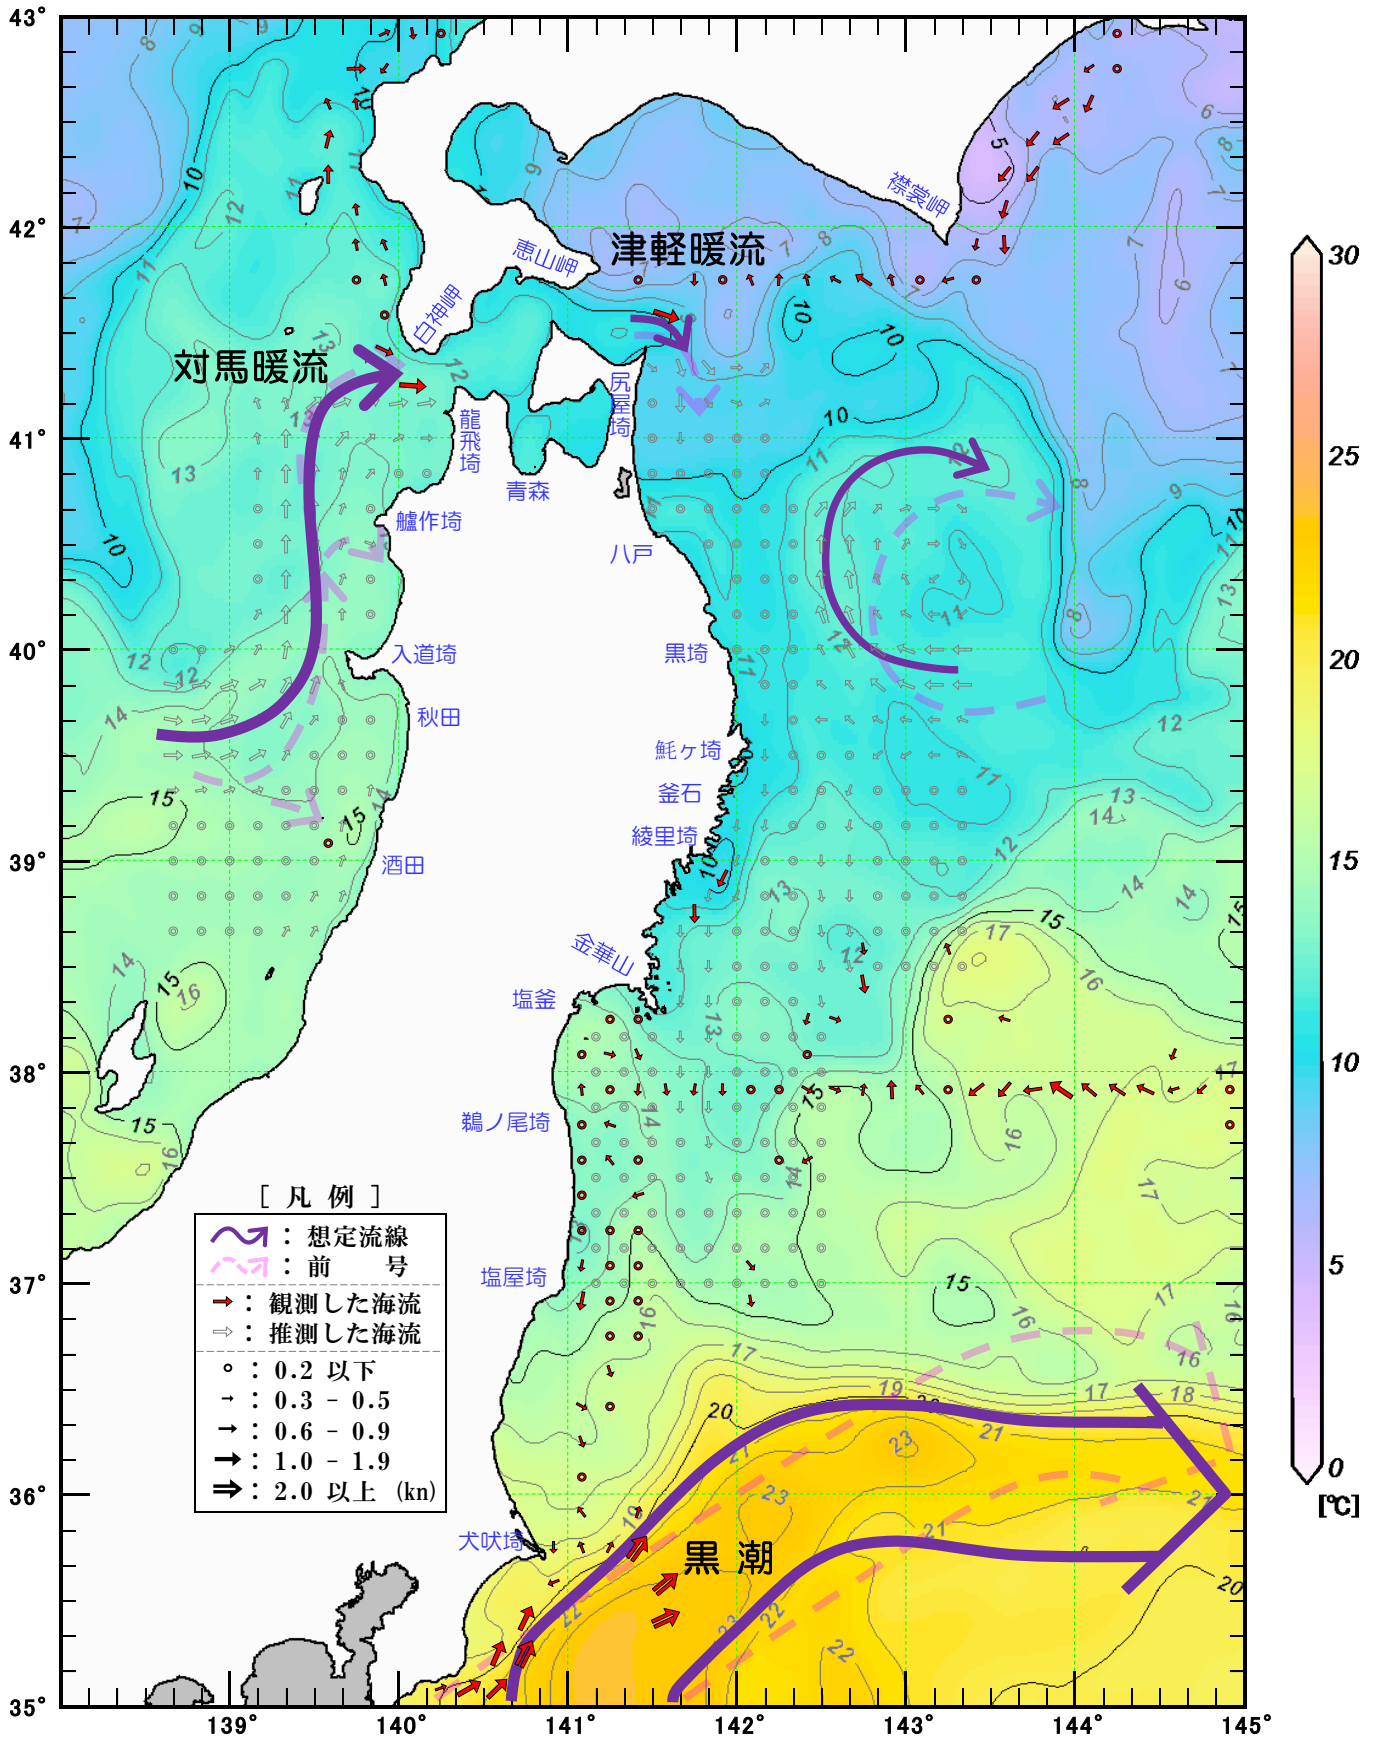 43°
42°
41°
40°
39°
38°
37°
36°
35°
139°
140°
141°
142°
143°
144°
145°
襟裳岬
津軽暖流
恵山岬
白神岬
対馬暖流
尻屋埼
龍飛埼
青森
艫作埼
八戸
入道埼
黒埼
秋田
魹ヶ埼
釜石
綾里埼
酒田
金華山
塩釜
鵜ノ尾埼
塩屋埼
犬吠埼
黒潮
[ 凡 例 ]
: 想定流線
: 前 号
: 観測した海流
: 推測した海流
: 0.2 以下
: 0.3 - 0.5
: 0.6 - 0.9
: 1.0 - 1.9
: 2.0 以上 (kn)
30
25
20
15
10
5
0
[℃]